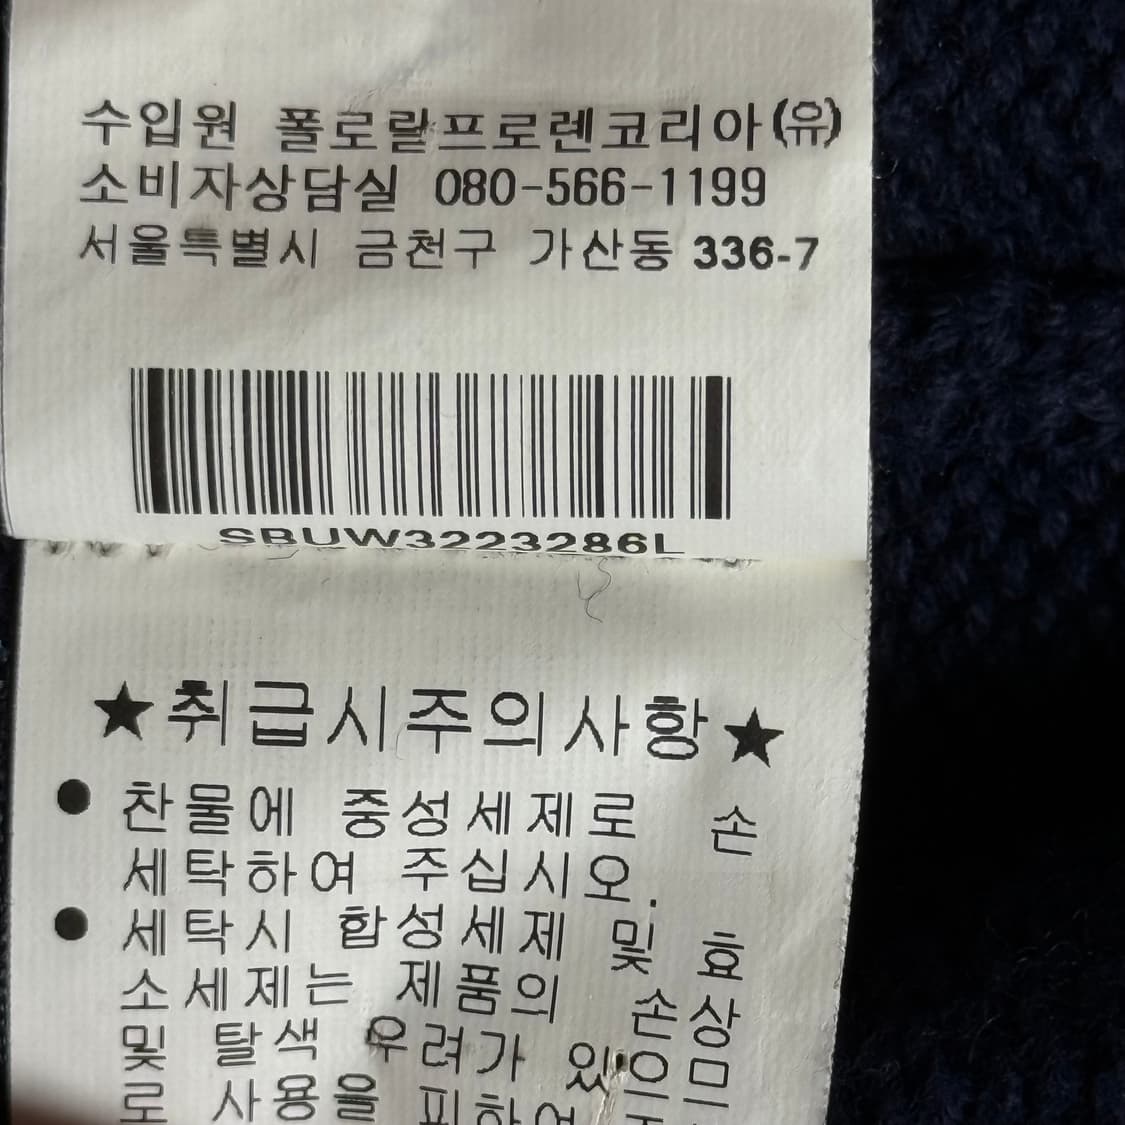 수입원 폴로랄프로렌코리아(유)
소비자상담실 080-566-1199
서울특별시 금천구 가산동 336-7
SBUW3223286L
★취급시주의사항★
● 찬물에 중성세제로 손
세탁하여 주십시오.
● 세탁시 합성세제 및 효
소세제는 제품의 손상
및 탈색 우려가 있으므
로 사용을 피하여